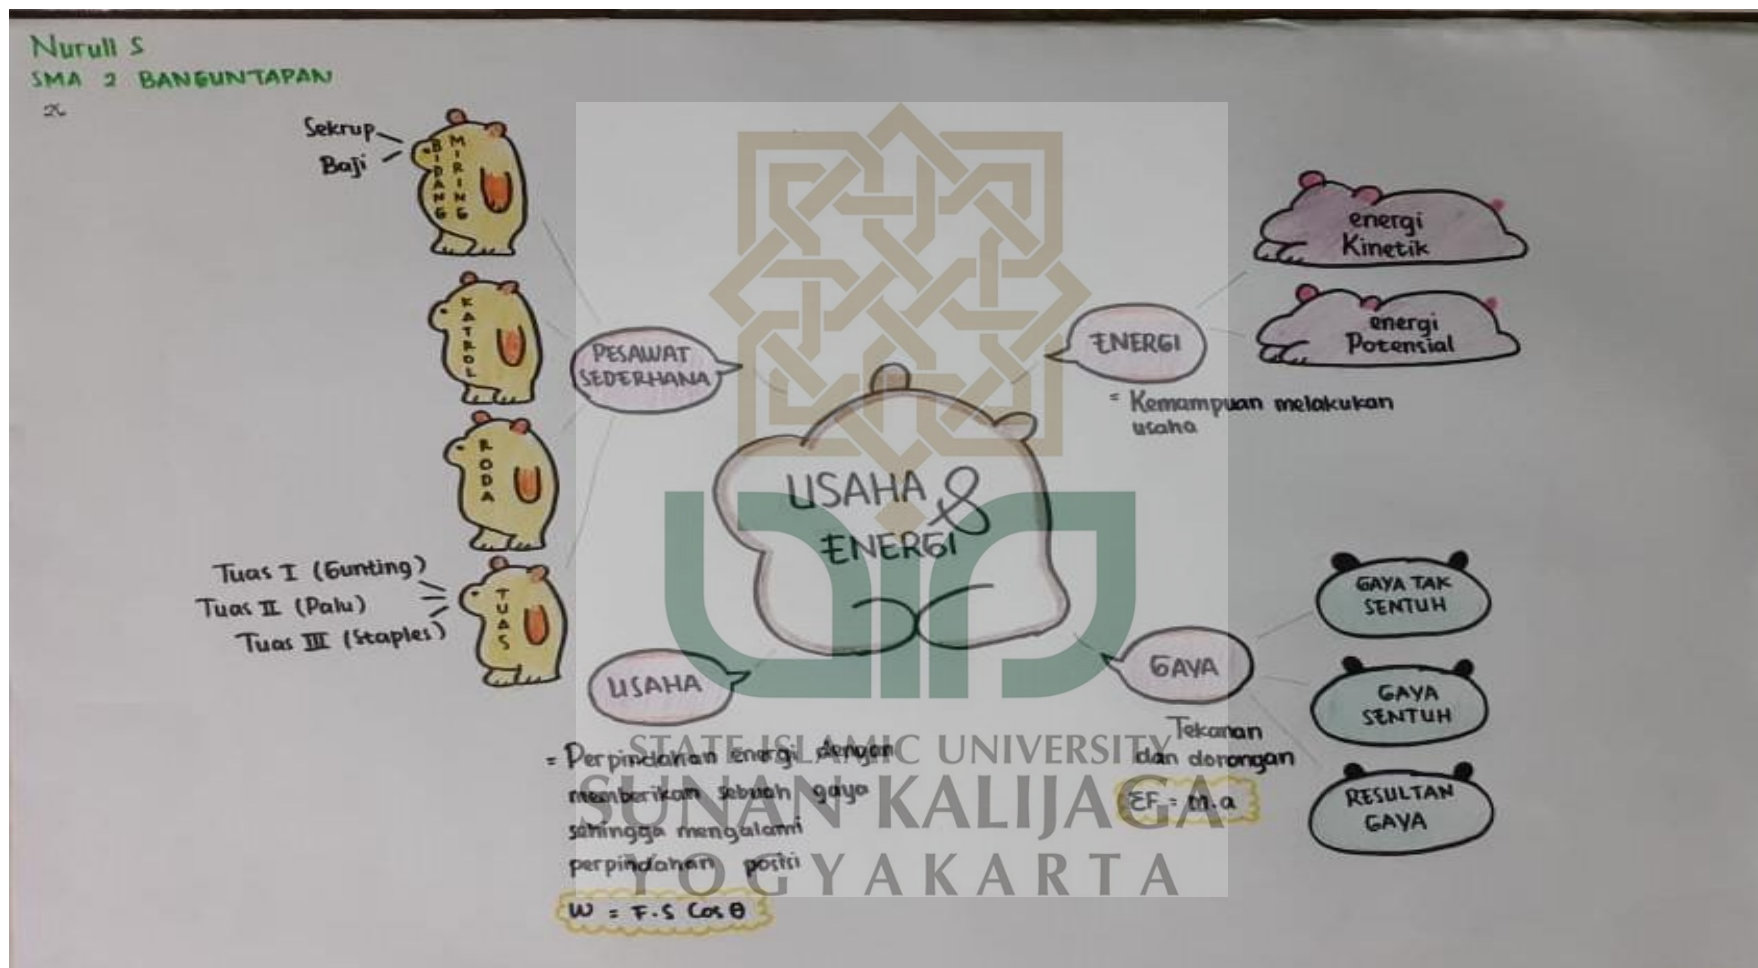 Nurull S
SMA 2 BANGUNTAPAN
Sekrup
Baji
BIDANG
MIRING
KATROL
RODA
Tuas I (Gunting)
Tuas II (Palu)
Tuas III (Staples)
TUAS
PESAWAT
SEDERHANA
USAHA &
ENERGI
ENERGI
= Kemampuan melakukan
usaha
energi
Kinetik
energi
Potensial
USAHA
= Perpindahan energi dengan
memberikan sebuah gaya
sehingga mengalami
perpindahan posisi
W = F.S Cos θ
GAYA
Tekanan
dan dorongan
ΣF = m.a
GAYA TAK
SENTUH
GAYA
SENTUH
RESULTAN
GAYA
STATE ISLAMIC UNIVERSITY
SUNAN KALIJAGA
YOGYAKARTA